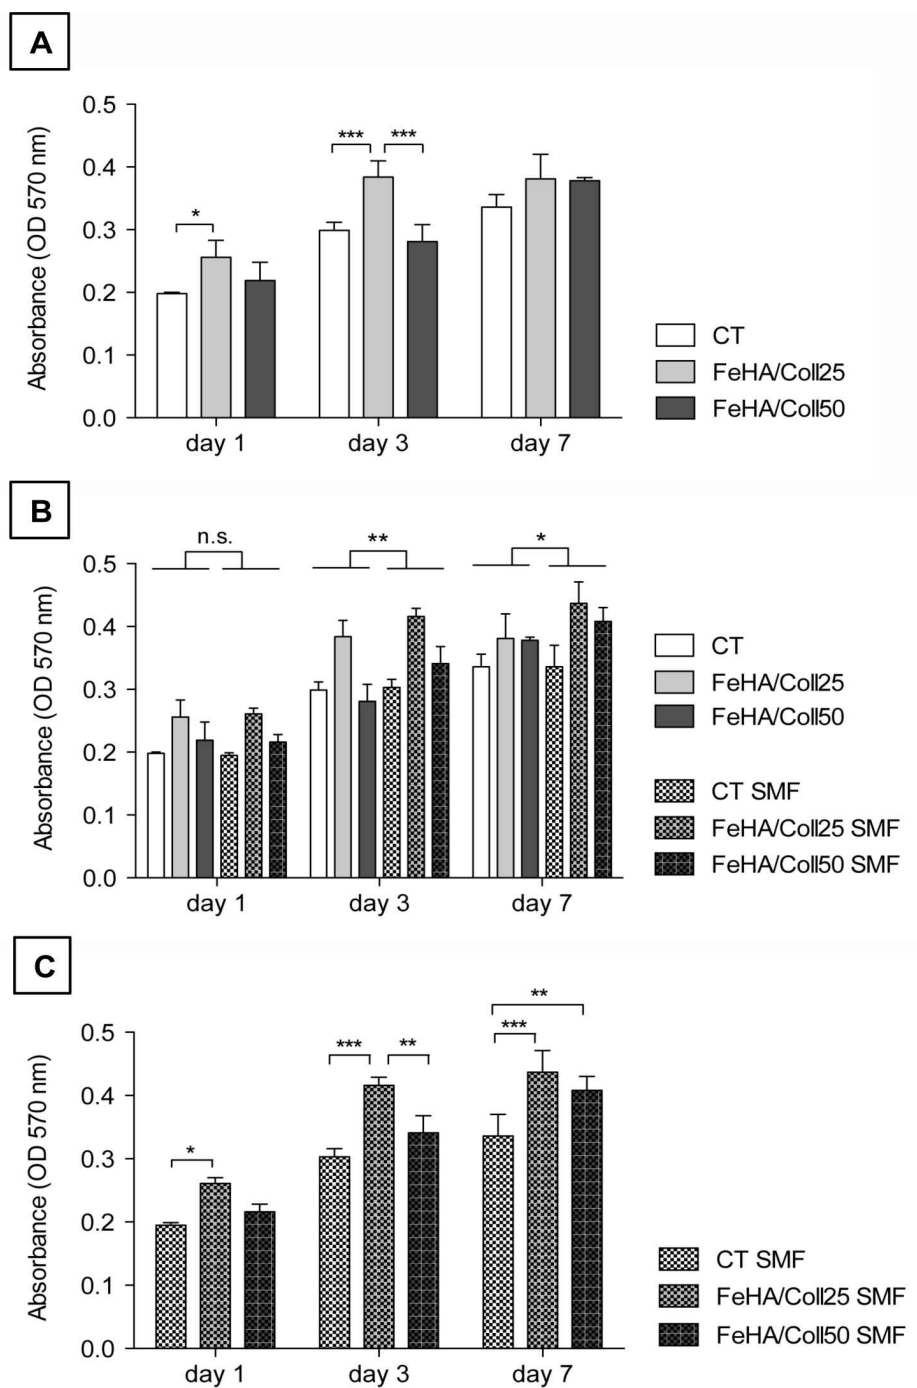 A
Absorbance (OD 570 nm)
0.5
0.4
0.3
0.2
0.1
0.0
*
***
***
day 1
day 3
day 7
CT
FeHA/Coll25
FeHA/Coll50
B
Absorbance (OD 570 nm)
0.5
0.4
0.3
0.2
0.1
0.0
n.s.
**
*
day 1
day 3
day 7
CT
FeHA/Coll25
FeHA/Coll50
CT SMF
FeHA/Coll25 SMF
FeHA/Coll50 SMF
C
Absorbance (OD 570 nm)
0.5
0.4
0.3
0.2
0.1
0.0
*
***
**
***
**
day 1
day 3
day 7
CT SMF
FeHA/Coll25 SMF
FeHA/Coll50 SMF